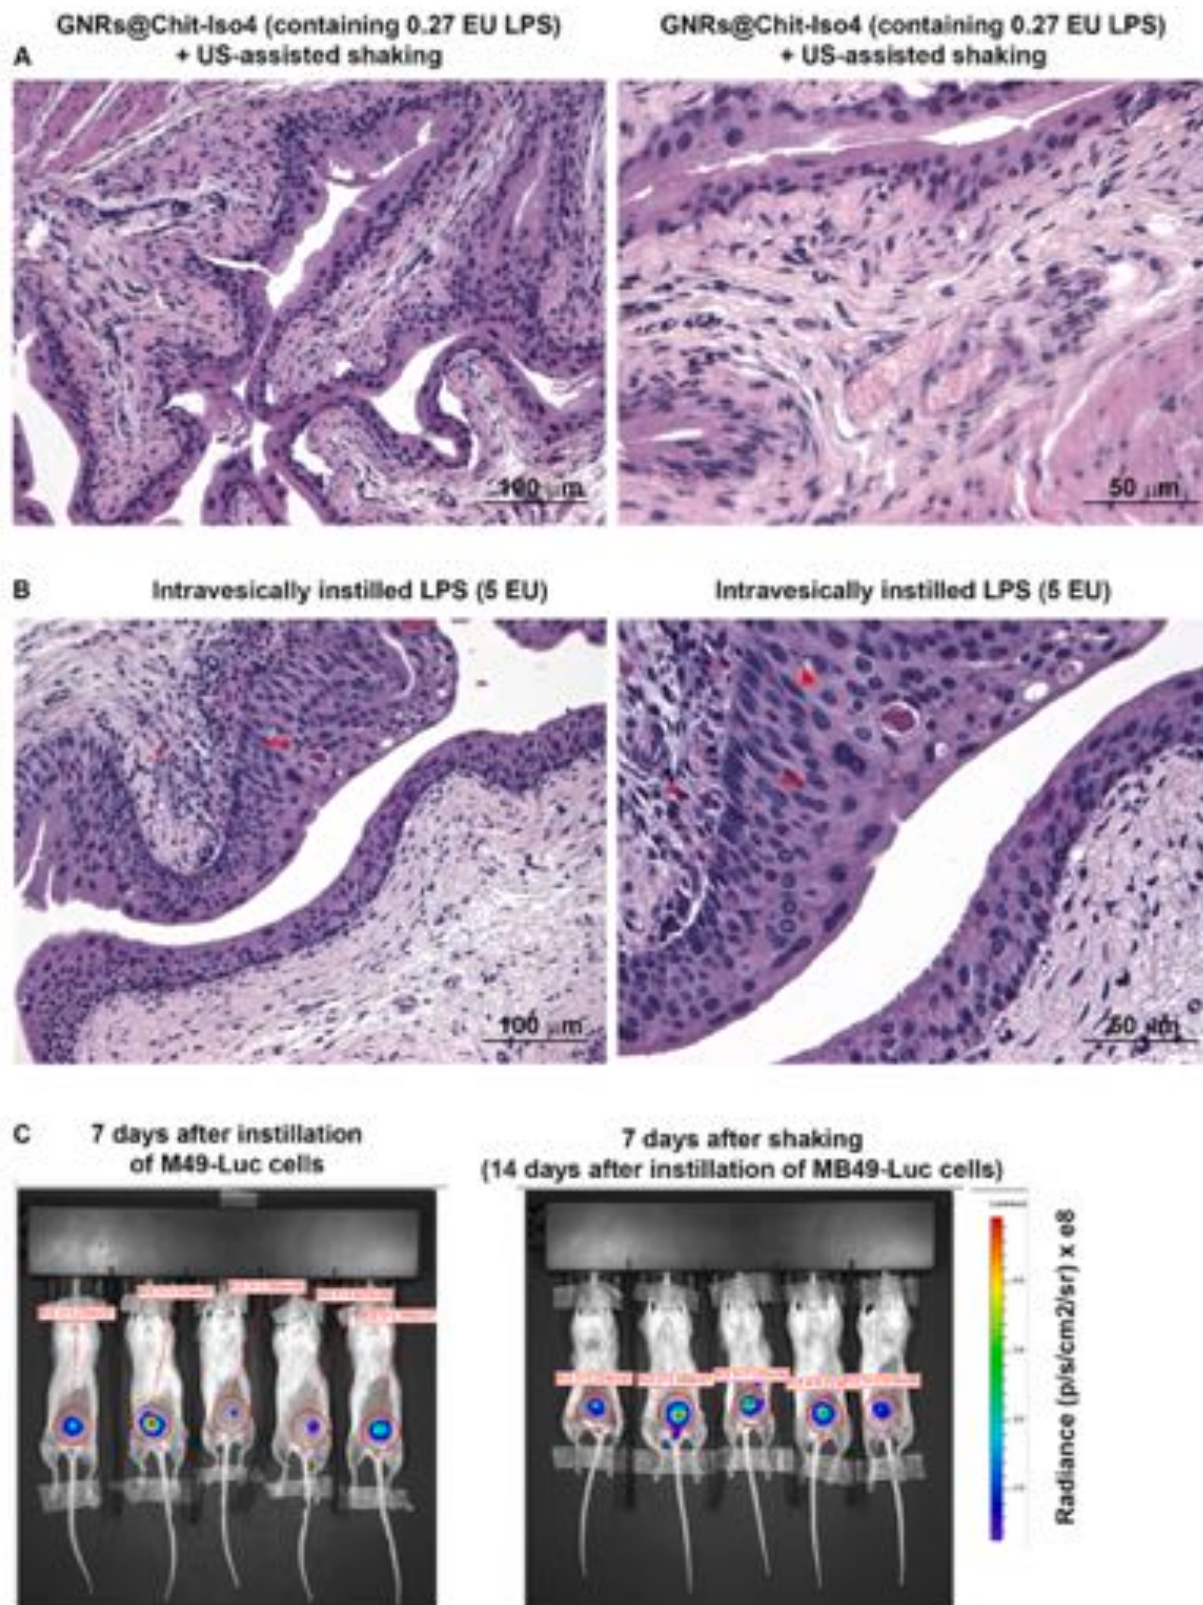 GNRs@Chit-Iso4 (containing 0.27 EU LPS)
+ US-assisted shaking
GNRs@Chit-Iso4 (containing 0.27 EU LPS)
+ US-assisted shaking
A
100 μm
50 μm
B
Intravesically instilled LPS (5 EU)
Intravesically instilled LPS (5 EU)
100 μm
50 μm
C
7 days after instillation
of M49-Luc cells
7 days after shaking
(14 days after instillation of MB49-Luc cells)
Radiance (p/s/cm2/sr) x e8